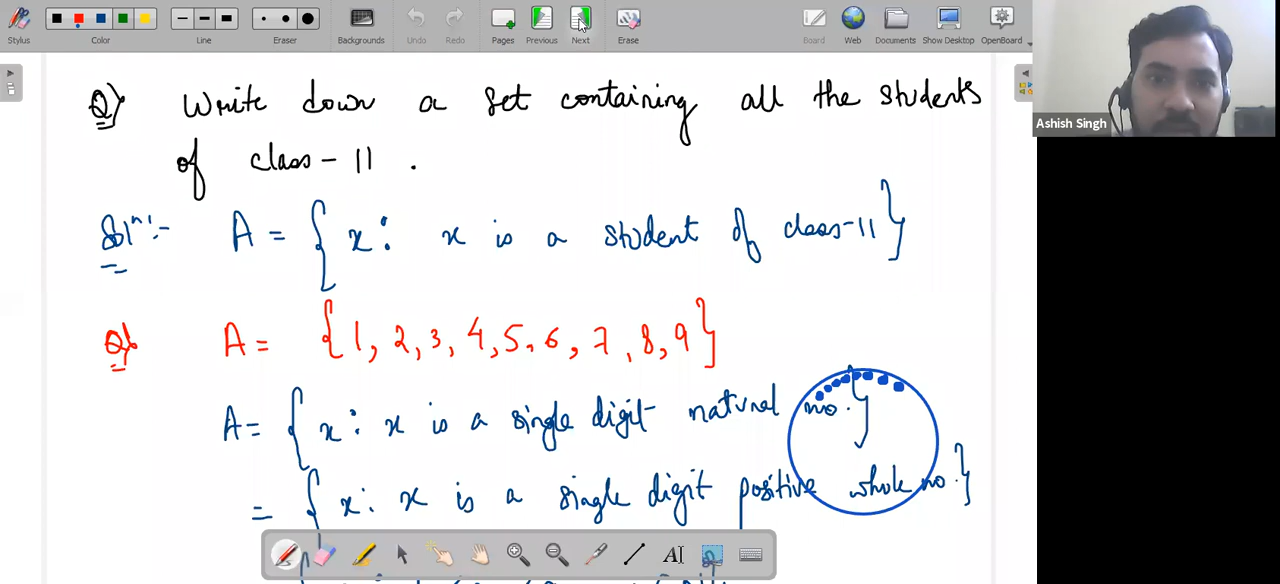 Stylus
Color
Line
Eraser
Backgrounds
Undo
Redo
Pages
Previous
Next
Erase
Board
Web
Documents
Show Desktop
OpenBoard
Ashish Singh
Q) Write down a set containing all the students
of class-11 .
Solⁿ:- A = { x : x is a student of class-11 }
Q) A = {1, 2, 3, 4, 5, 6, 7, 8, 9}
A = { x : x is a single digit natural no. }
= { x : x is a single digit positive whole no. }